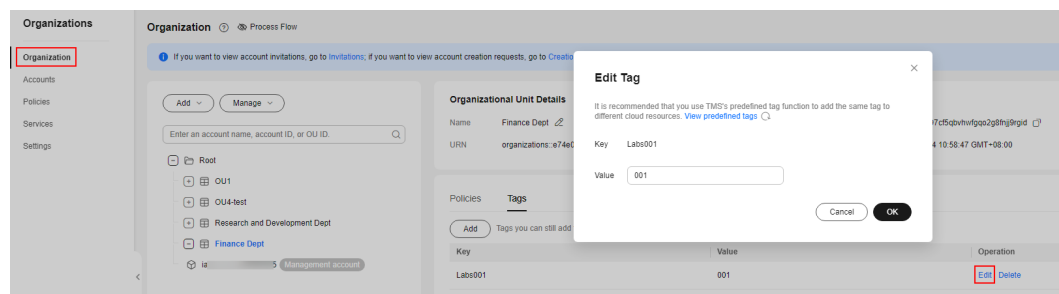 Organizations
Organization
Accounts
Policies
Services
Settings
Organization Process Flow
If you want to view account invitations, go to Invitations; if you want to view account creation requests, go to Creatio
Add Manage
Enter an account name, account ID, or OU ID.
Root
OU1
OU4-test
Research and Development Dept
Finance Dept
ia 5 Management account
Organizational Unit Details
Name Finance Dept
URN organizations::e74e0
7cf5qbvhwfgqo2g8fnjj9rgid
4 10:58:47 GMT+08:00
Policies Tags
Add Tags you can still add
Key Value Operation
Labs001 001 Edit Delete
Edit Tag
It is recommended that you use TMS's predefined tag function to add the same tag to
different cloud resources. View predefined tags
Key Labs001
Value 001
Cancel OK